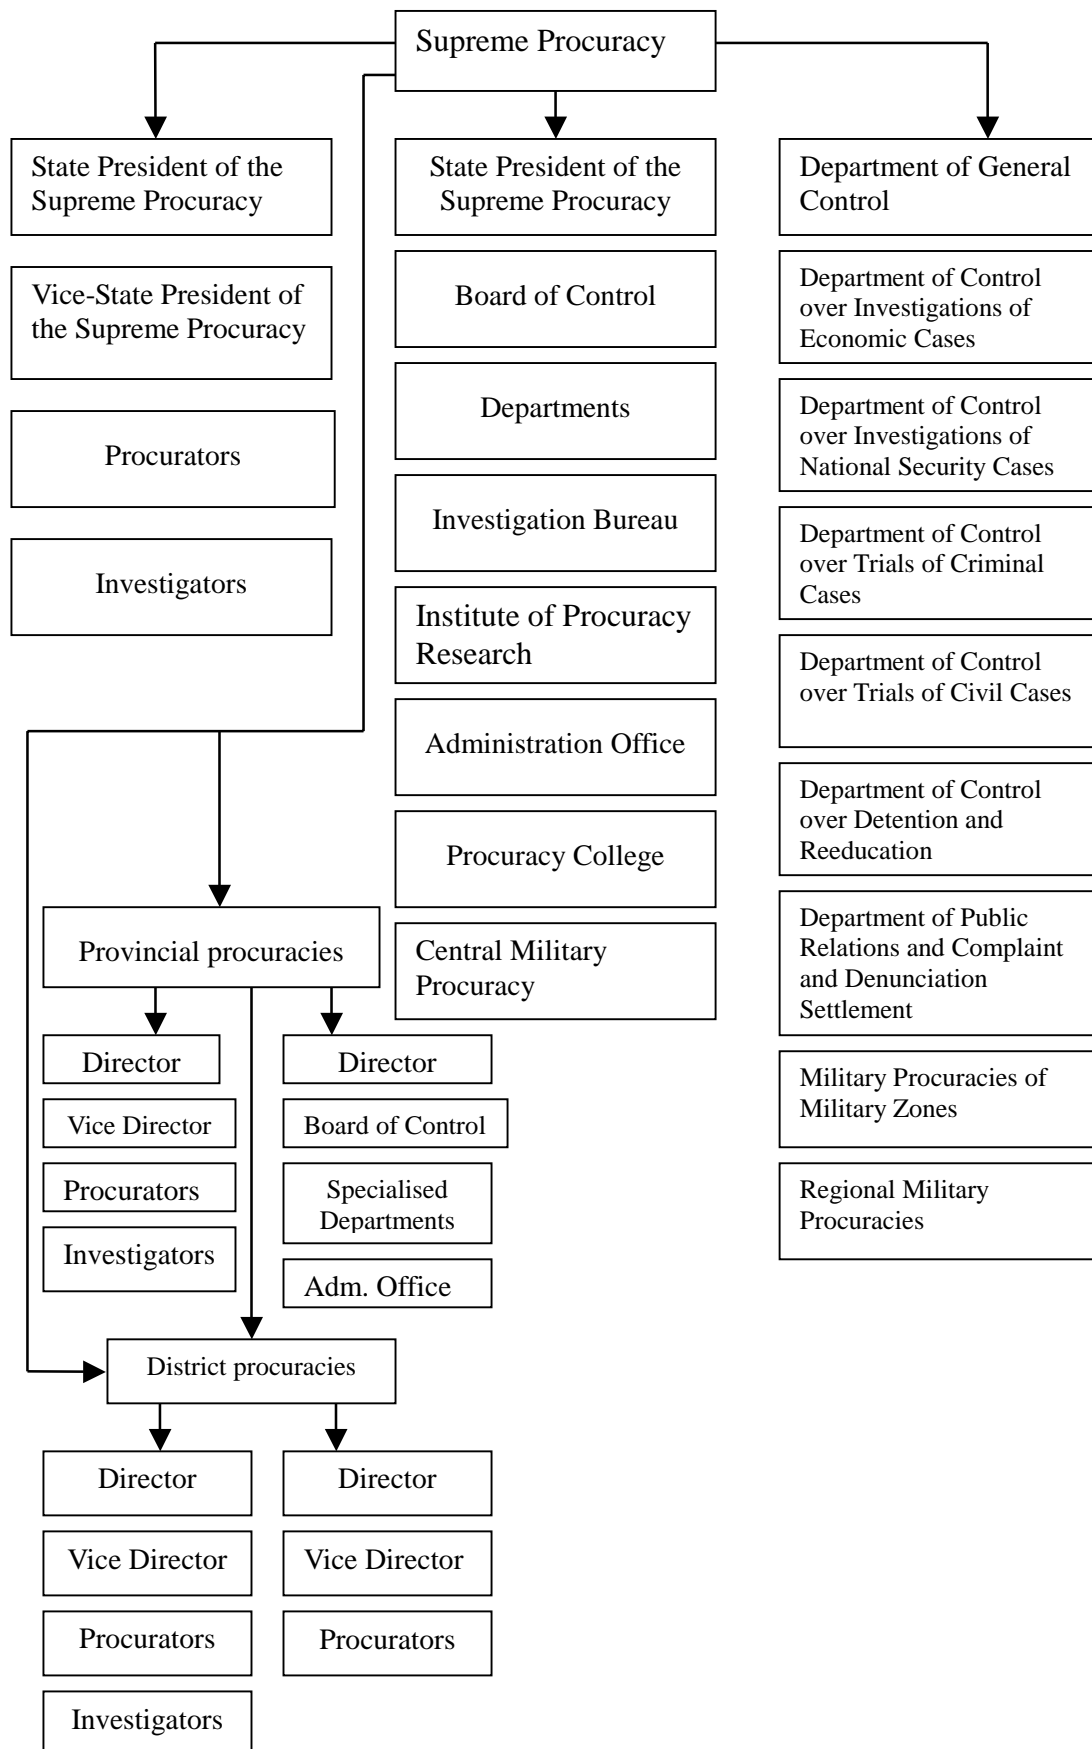 Supreme Procuracy
State President of the
Supreme Procuracy
Vice-State President of
the Supreme Procuracy
Procurators
Investigators
State President of the
Supreme Procuracy
Board of Control
Departments
Investigation Bureau
Institute of Procuracy
Research
Administration Office
Procuracy College
Central Military
Procuracy
Department of General
Control
Department of Control
over Investigations of
Economic Cases
Department of Control
over Investigations of
National Security Cases
Department of Control
over Trials of Criminal
Cases
Department of Control
over Trials of Civil Cases
Department of Control
over Detention and
Reeducation
Department of Public
Relations and Complaint
and Denunciation
Settlement
Military Procuracies of
Military Zones
Regional Military
Procuracies
Provincial procuracies
Director
Vice Director
Procurators
Investigators
Director
Board of Control
Specialised
Departments
Adm. Office
District procuracies
Director
Vice Director
Procurators
Investigators
Director
Vice Director
Procurators